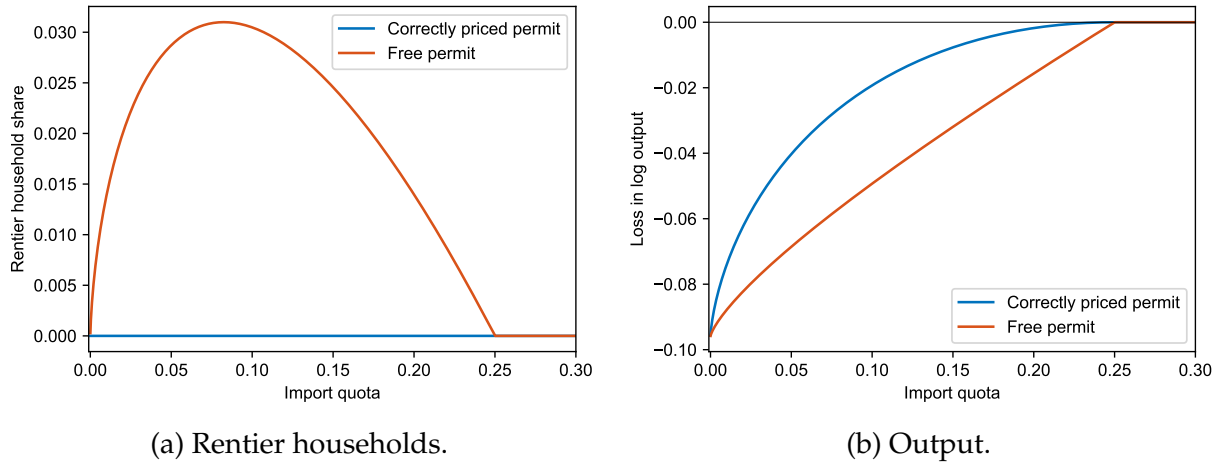 Rentier household share
0.030
0.025
0.020
0.015
0.010
0.005
0.000
Correctly priced permit
Free permit
0.00 0.05 0.10 0.15 0.20 0.25 0.30
Import quota
(a) Rentier households.
Loss in log output
0.00
−0.02
−0.04
−0.06
−0.08
−0.10
Correctly priced permit
Free permit
0.00 0.05 0.10 0.15 0.20 0.25 0.30
Import quota
(b) Output.